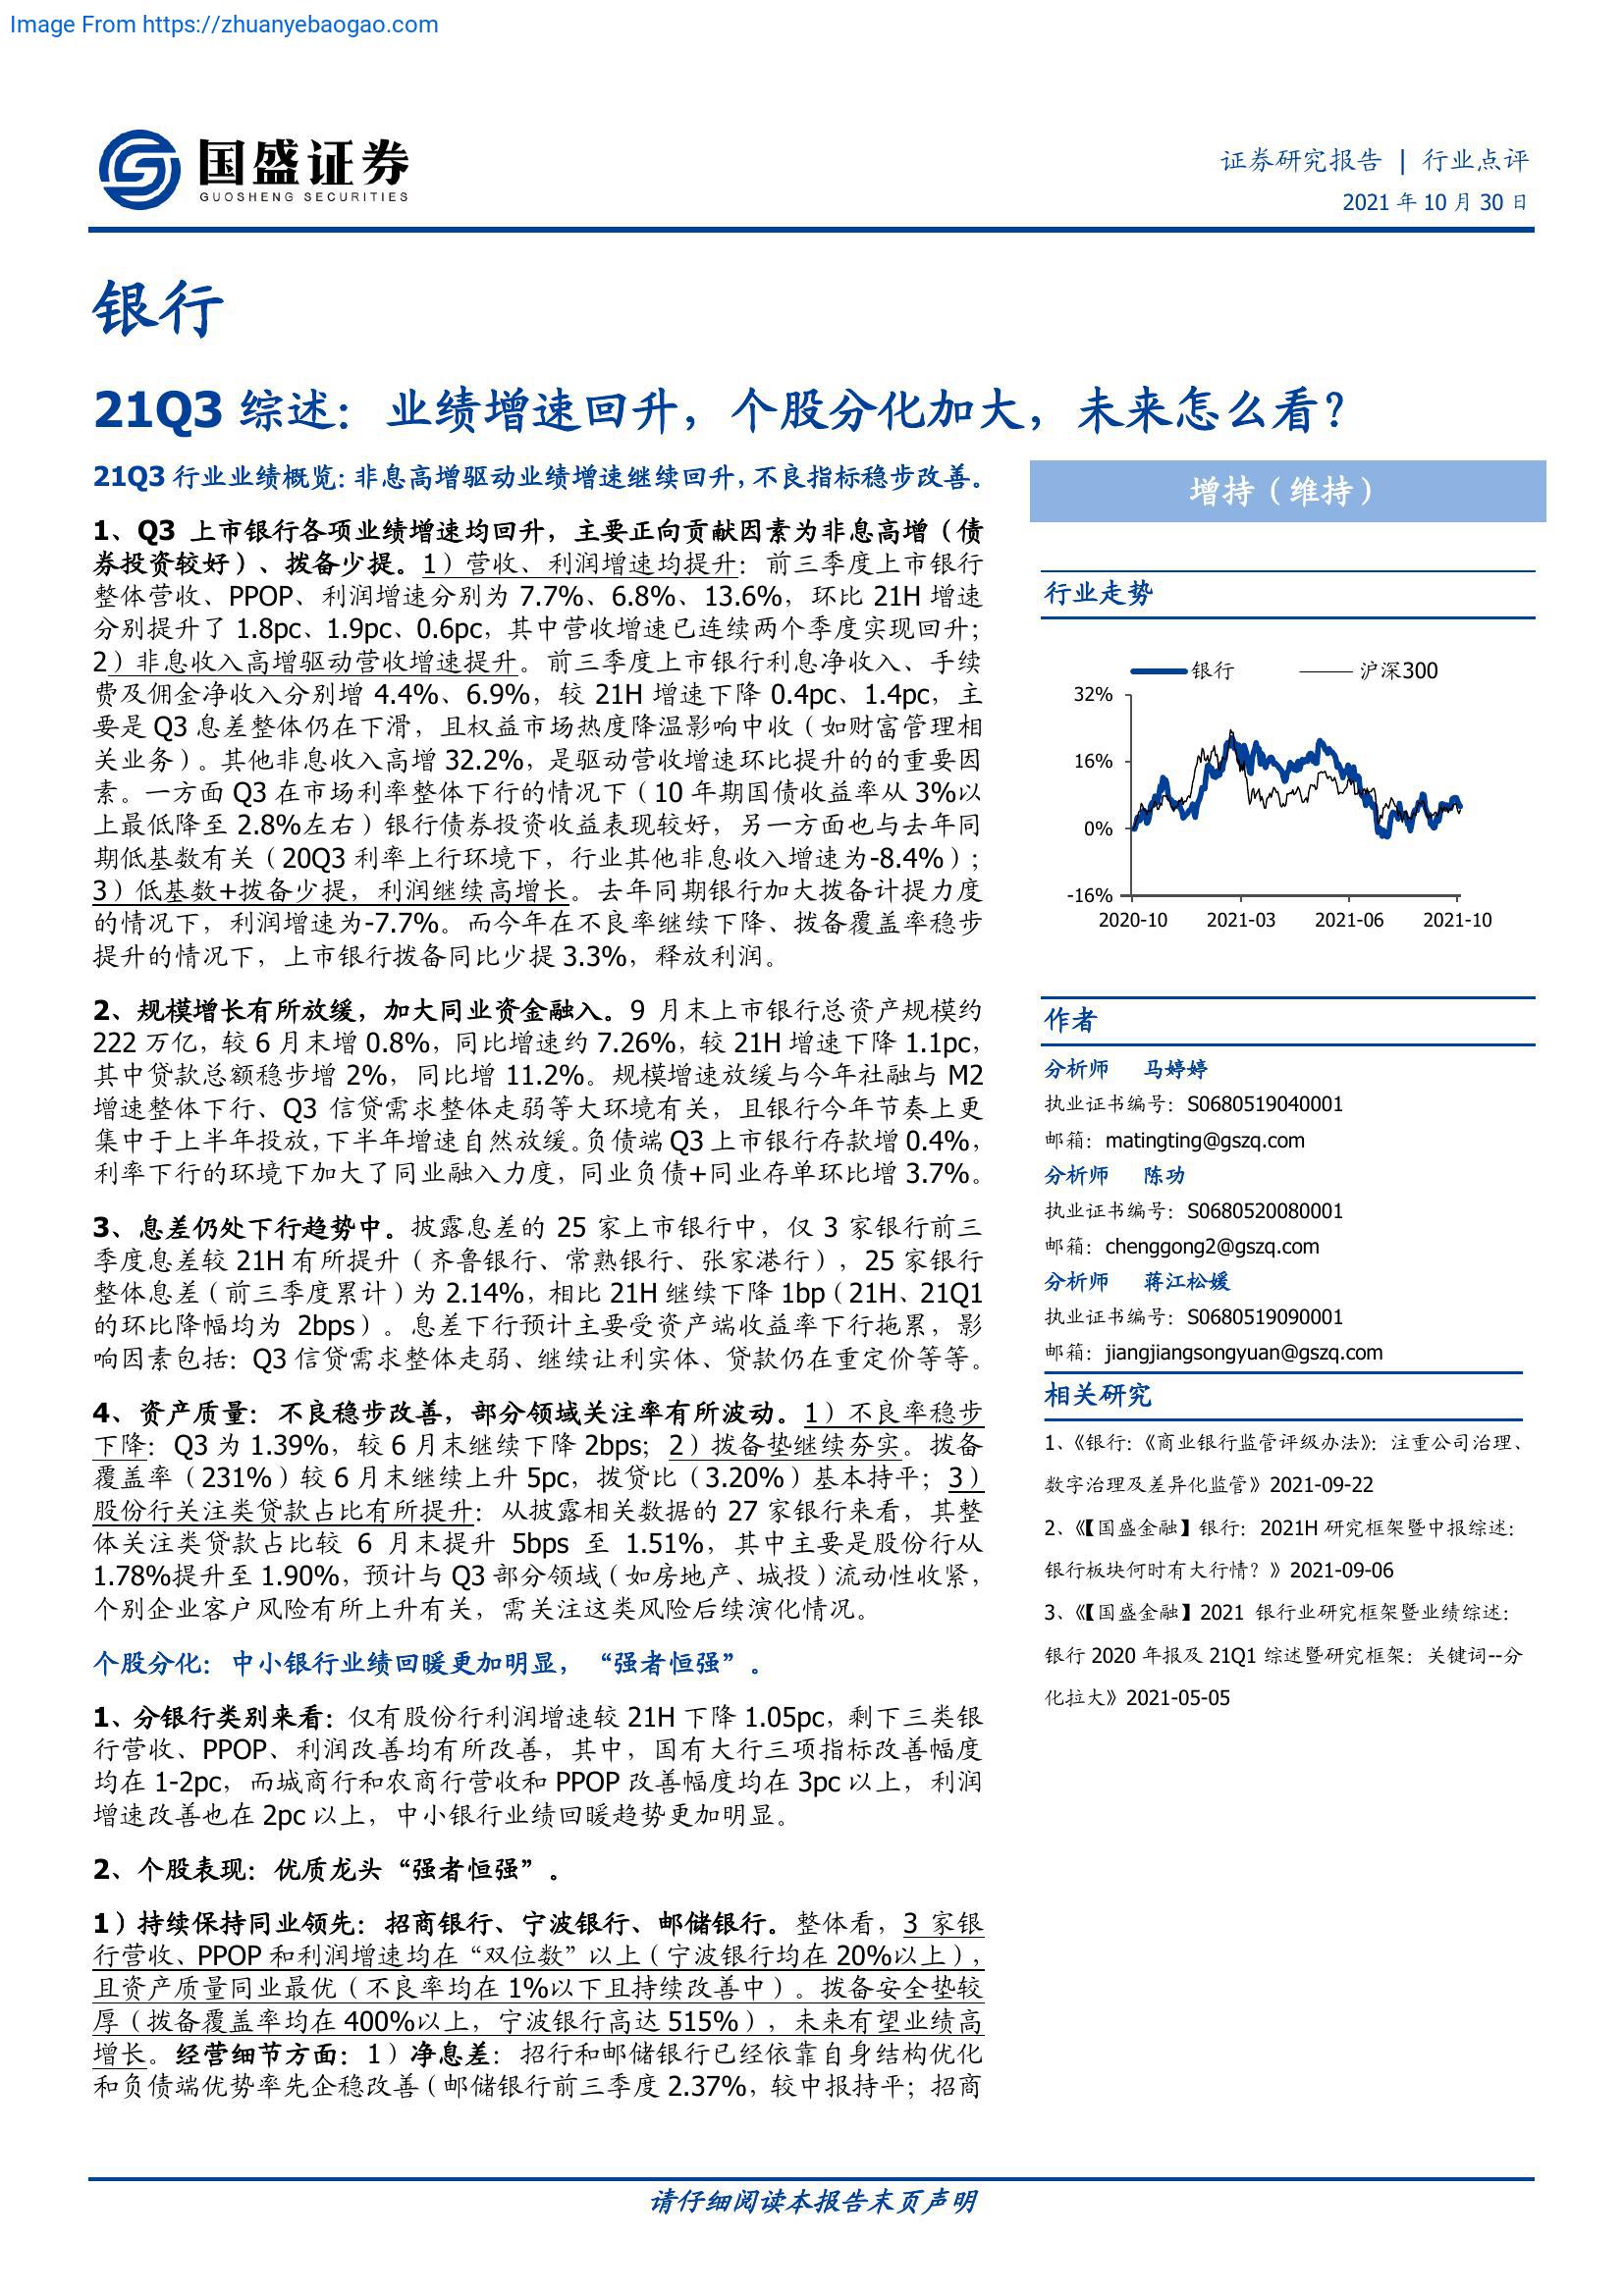 Image From https://zhuanyebaogao.com
国盛证券
GUOSHENG SECURITIES
证券研究报告 | 行业点评
2021 年 10 月 30 日
银行
21Q3 综述：业绩增速回升，个股分化加大，未来怎么看？
21Q3 行业业绩概览：非息高增驱动业绩增速继续回升，不良指标稳步改善。
1、Q3 上市银行各项业绩增速均回升，主要正向贡献因素为非息高增（债
券投资较好）、拨备少提。1）营收、利润增速均提升：前三季度上市银行
整体营收、PPOP、利润增速分别为 7.7%、6.8%、13.6%，环比 21H 增速
分别提升了 1.8pc、1.9pc、0.6pc，其中营收增速已连续两个季度实现回升；
2）非息收入高增驱动营收增速提升。前三季度上市银行利息净收入、手续
费及佣金净收入分别增 4.4%、6.9%，较 21H 增速下降 0.4pc、1.4pc，主
要是 Q3 息差整体仍在下滑，且权益市场热度降温影响中收（如财富管理相
关业务）。其他非息收入高增 32.2%，是驱动营收增速环比提升的的重要因
素。一方面 Q3 在市场利率整体下行的情况下（10 年期国债收益率从 3%以
上最低降至 2.8%左右）银行债券投资收益表现较好，另一方面也与去年同
期低基数有关（20Q3 利率上行环境下，行业其他非息收入增速为-8.4%）；
3）低基数+拨备少提，利润继续高增长。去年同期银行加大拨备计提力度
的情况下，利润增速为-7.7%。而今年在不良率继续下降、拨备覆盖率稳步
提升的情况下，上市银行拨备同比少提 3.3%，释放利润。
2、规模增长有所放缓，加大同业资金融入。9 月末上市银行总资产规模约
222 万亿，较 6 月末增 0.8%，同比增速约 7.26%，较 21H 增速下降 1.1pc，
其中贷款总额稳步增 2%，同比增 11.2%。规模增速放缓与今年社融与 M2
增速整体下行、Q3 信贷需求整体走弱等大环境有关，且银行今年节奏上更
集中于上半年投放，下半年增速自然放缓。负债端 Q3 上市银行存款增 0.4%，
利率下行的环境下加大了同业融入力度，同业负债+同业存单环比增 3.7%。
3、息差仍处下行趋势中。披露息差的 25 家上市银行中，仅 3 家银行前三
季度息差较 21H 有所提升（齐鲁银行、常熟银行、张家港行），25 家银行
整体息差（前三季度累计）为 2.14%，相比 21H 继续下降 1bp（21H、21Q1
的环比降幅均为 2bps）。息差下行预计主要受资产端收益率下行拖累，影
响因素包括：Q3 信贷需求整体走弱、继续让利实体、贷款仍在重定价等等。
4、资产质量：不良稳步改善，部分领域关注率有所波动。1）不良率稳步
下降：Q3 为 1.39%，较 6 月末继续下降 2bps；2）拨备垫继续夯实。拨备
覆盖率（231%）较 6 月末继续上升 5pc，拨贷比（3.20%）基本持平；3）
股份行关注类贷款占比有所提升：从披露相关数据的 27 家银行来看，其整
体关注类贷款占比较 6 月末提升 5bps 至 1.51%，其中主要是股份行从
1.78%提升至 1.90%，预计与 Q3 部分领域（如房地产、城投）流动性收紧，
个别企业客户风险有所上升有关，需关注这类风险后续演化情况。
个股分化：中小银行业绩回暖更加明显，“强者恒强”。
1、分银行类别来看：仅有股份行利润增速较 21H 下降 1.05pc，剩下三类银
行营收、PPOP、利润改善均有所改善，其中，国有大行三项指标改善幅度
均在 1-2pc，而城商行和农商行营收和 PPOP 改善幅度均在 3pc 以上，利润
增速改善也在 2pc 以上，中小银行业绩回暖趋势更加明显。
2、个股表现：优质龙头“强者恒强”。
1）持续保持同业领先：招商银行、宁波银行、邮储银行。整体看，3 家银
行营收、PPOP 和利润增速均在“双位数”以上（宁波银行均在 20%以上），
且资产质量同业最优（不良率均在 1%以下且持续改善中）。拨备安全垫较
厚（拨备覆盖率均在 400%以上，宁波银行高达 515%），未来有望业绩高
增长。经营细节方面：1）净息差：招行和邮储银行已经依靠自身结构优化
和负债端优势率先企稳改善（邮储银行前三季度 2.37%，较中报持平；招商
增持（维持）
行业走势
银行 沪深300
32%
16%
0%
-16%
2020-10 2021-03 2021-06 2021-10
作者
分析师 马婷婷
执业证书编号：S0680519040001
邮箱：matingting@gszq.com
分析师 陈功
执业证书编号：S0680520080001
邮箱：chenggong2@gszq.com
分析师 蒋江松媛
执业证书编号：S0680519090001
邮箱：jiangjiangsongyuan@gszq.com
相关研究
1、《银行：《商业银行监管评级办法》：注重公司治理、
数字治理及差异化监管》2021-09-22
2、《【国盛金融】银行：2021H 研究框架暨中报综述：
银行板块何时有大行情？》2021-09-06
3、《【国盛金融】2021 银行业研究框架暨业绩综述：
银行 2020 年报及 21Q1 综述暨研究框架：关键词--分
化拉大》2021-05-05
请仔细阅读本报告末页声明